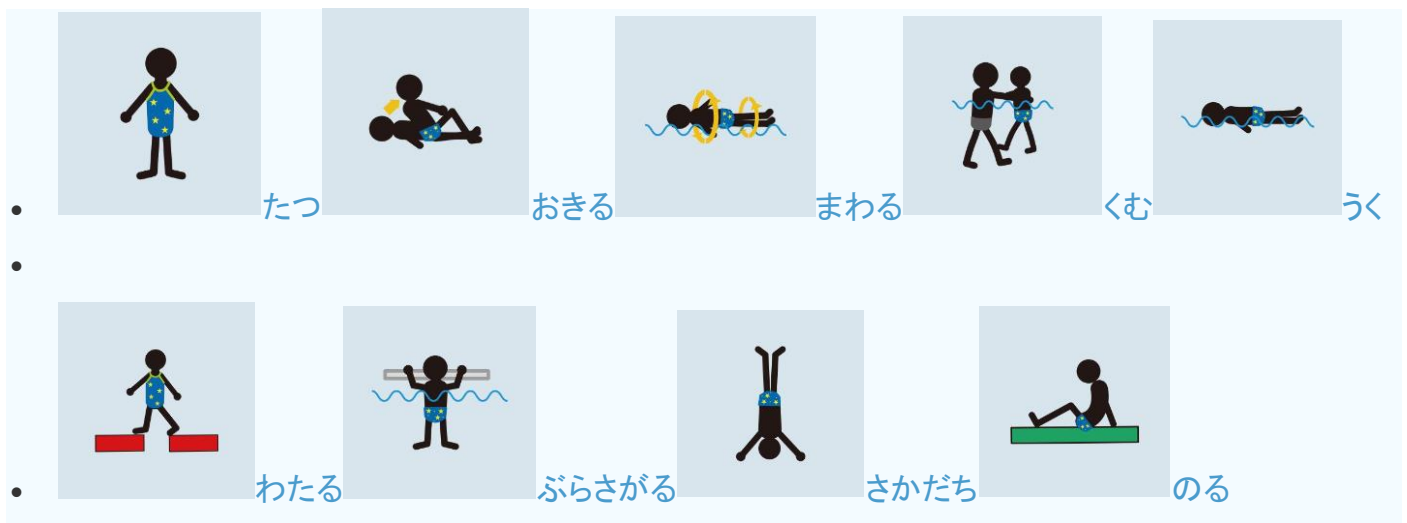 たつ おきる まわる くむ うく
わたる ぶらさがる さかだち のる